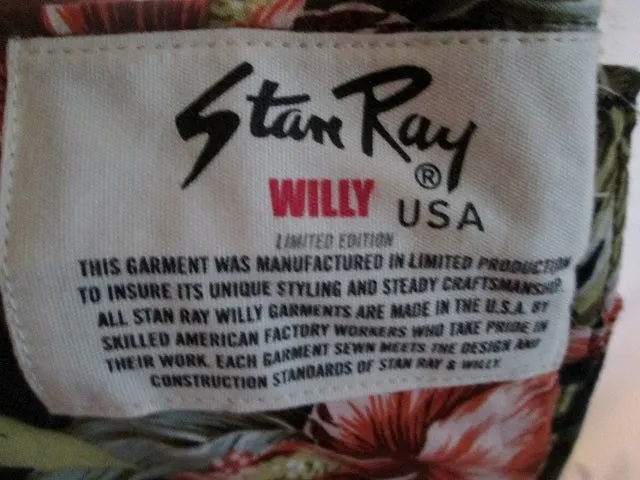 Stan Ray
®
WILLY USA
LIMITED EDITION
THIS GARMENT WAS MANUFACTURED IN LIMITED PRODUCTION
TO INSURE ITS UNIQUE STYLING AND STEADY CRAFTSMANSHIP.
ALL STAN RAY WILLY GARMENTS ARE MADE IN THE U.S.A. BY
SKILLED AMERICAN FACTORY WORKERS WHO TAKE PRIDE IN
THEIR WORK. EACH GARMENT SEWN MEETS THE DESIGN AND
CONSTRUCTION STANDARDS OF STAN RAY & WILLY.